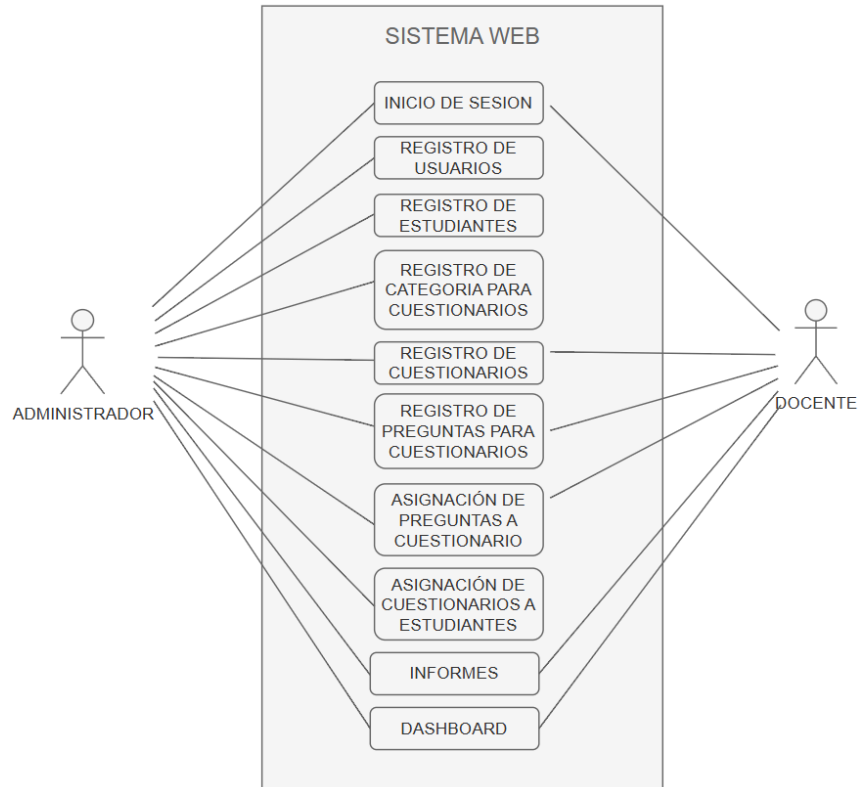 SISTEMA WEB
INICIO DE SESION
REGISTRO DE
USUARIOS
REGISTRO DE
ESTUDIANTES
REGISTRO DE
CATEGORIA PARA
CUESTIONARIOS
REGISTRO DE
CUESTIONARIOS
ADMINISTRADOR
DOCENTE
REGISTRO DE
PREGUNTAS PARA
CUESTIONARIOS
ASIGNACIÓN DE
PREGUNTAS A
CUESTIONARIO
ASIGNACIÓN DE
CUESTIONARIOS A
ESTUDIANTES
INFORMES
DASHBOARD